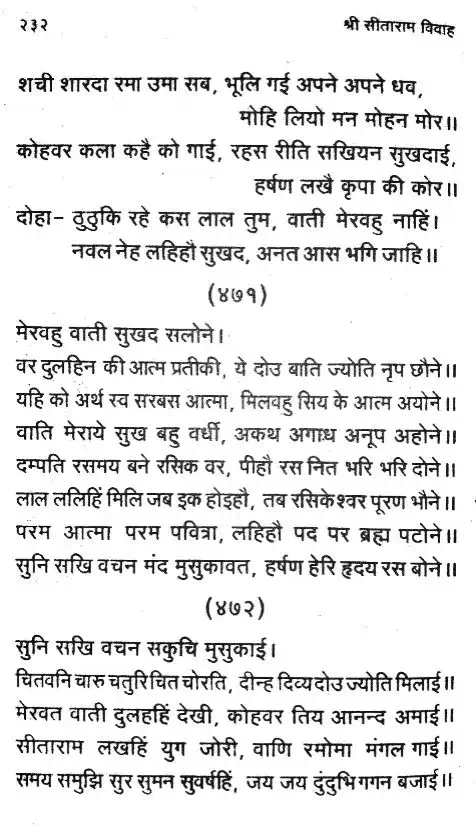 २३२ श्री सीताराम विवाह
शची शारदा रमा उमा सब, भूलि गई अपने अपने धव,
मोहि लियो मन मोहन मोर॥
कोहवर कला कहै को गाई, रहस रीति सखियन सुखदाई,
हर्षण लखै कृपा की कोर॥
दोहा- ठुठुकि रहे कस लाल तुम, वाती मेरवहु नाहिं।
नवल नेह लहिहौ सुखद, अनत आस भगि जाहि॥
(४७१)
मेरवहु वाती सुखद सलोने।
वर दुलहिन की आत्म प्रतीकी, ये दोउ बाति ज्योति नृप छौने॥
यहि को अर्थ स्व सरबस आत्मा, मिलवहु सिय के आत्म अयोने॥
वाति मेराये सुख बहु वर्धी, अकथ अगाध अनूप अहोने॥
दम्पति रसमय बने रसिक वर, पीहौ रस नित भरि भरि दोने॥
लाल ललिहिं मिलि जब इक होइहौ, तब रसिकेश्वर पूरण भौने॥
परम आत्मा परम पवित्रा, लहिहौ पद पर ब्रह्म पटोने॥
सुनि सखि वचन मंद मुसुकावत, हर्षण हेरि हृदय रस बोने॥
(४७२)
सुनि सखि वचन सकुचि मुसुकाई।
चितवनि चारु चतुरि चित चोरति, दीन्ह दिव्य दोउ ज्योति मिलाई॥
मेरवत वाती दुलहहिं देखी, कोहवर तिय आनन्द अमाई॥
सीताराम लखहिं युग जोरी, वाणि रमोमा मंगल गाई॥
समय समुझि सुर सुमन सुवर्षहिं, जय जय दुंदुभि गगन बजाई॥